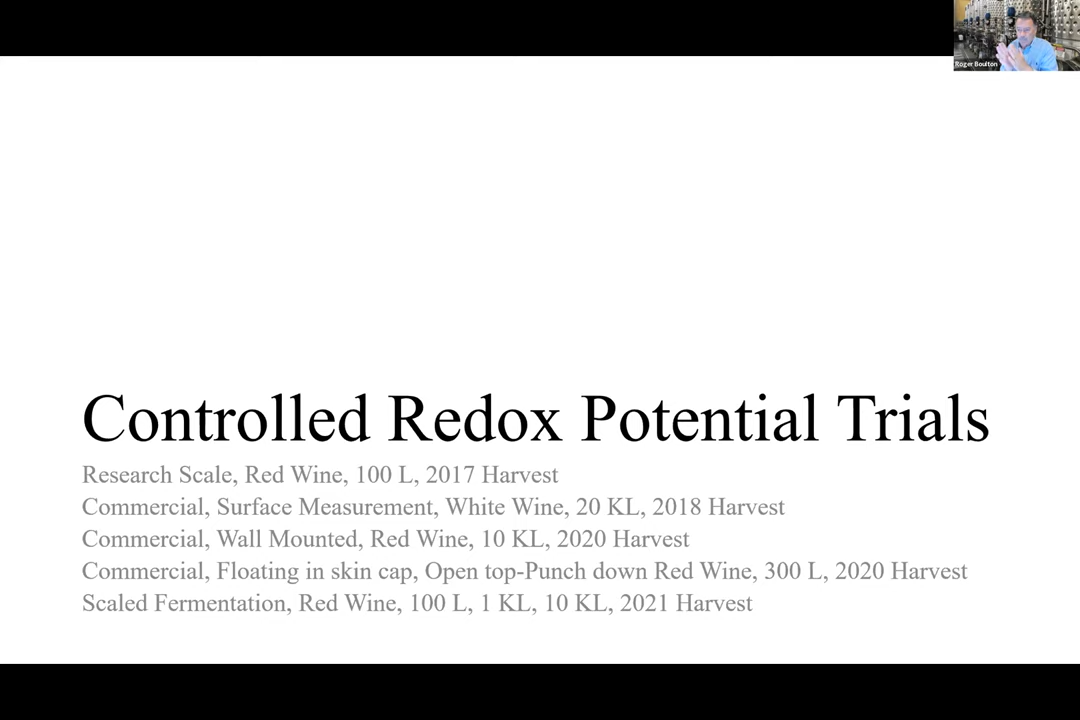 Roger Boulton
Controlled Redox Potential Trials
Research Scale, Red Wine, 100 L, 2017 Harvest
Commercial, Surface Measurement, White Wine, 20 KL, 2018 Harvest
Commercial, Wall Mounted, Red Wine, 10 KL, 2020 Harvest
Commercial, Floating in skin cap, Open top-Punch down Red Wine, 300 L, 2020 Harvest
Scaled Fermentation, Red Wine, 100 L, 1 KL, 10 KL, 2021 Harvest